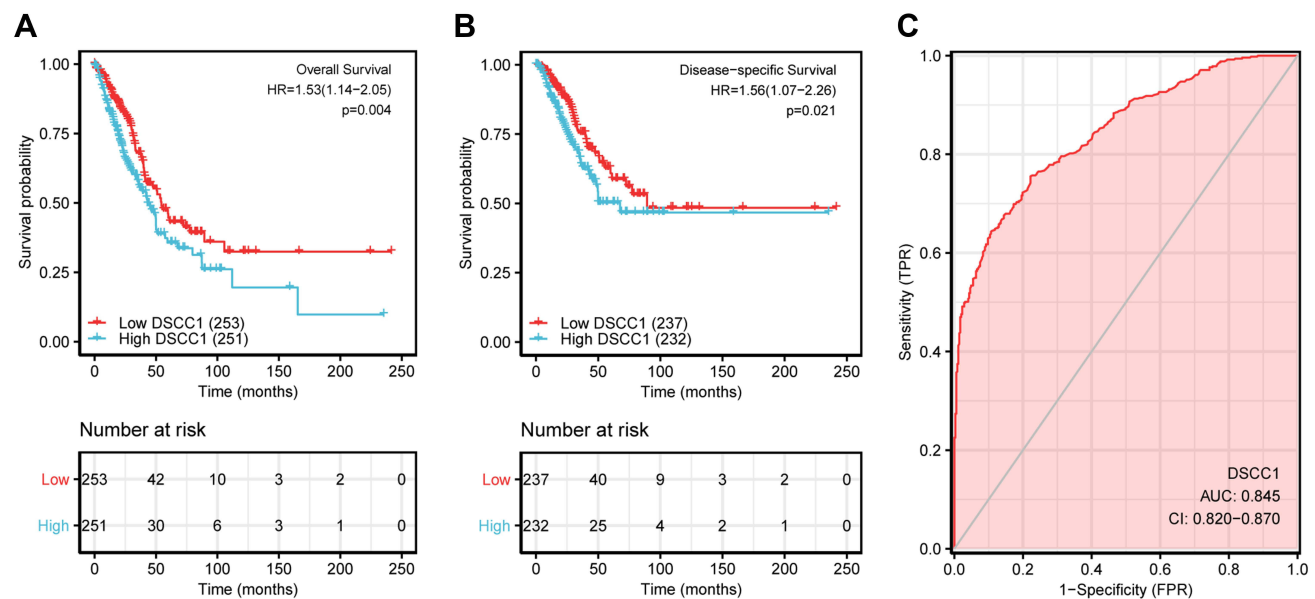 A
Overall Survival
HR=1.53(1.14−2.05)
p=0.004
Survival probability
1.00
0.75
0.50
0.25
0.00
Low DSCC1 (253)
High DSCC1 (251)
0 50 100 150 200 250
Time (months)
Number at risk
Low 253 42 10 3 2 0
High 251 30 6 3 1 0
0 50 100 150 200 250
Time (months)
B
Disease-specific Survival
HR=1.56(1.07−2.26)
p=0.021
Survival probability
1.00
0.75
0.50
0.25
0.00
Low DSCC1 (237)
High DSCC1 (232)
0 50 100 150 200 250
Time (months)
Number at risk
Low 237 40 9 3 2 0
High 232 25 4 2 1 0
0 50 100 150 200 250
Time (months)
C
Sensitivity (TPR)
1.0
0.8
0.6
0.4
0.2
0.0
DSCC1
AUC: 0.845
CI: 0.820−0.870
0.0 0.2 0.4 0.6 0.8 1.0
1−Specificity (FPR)